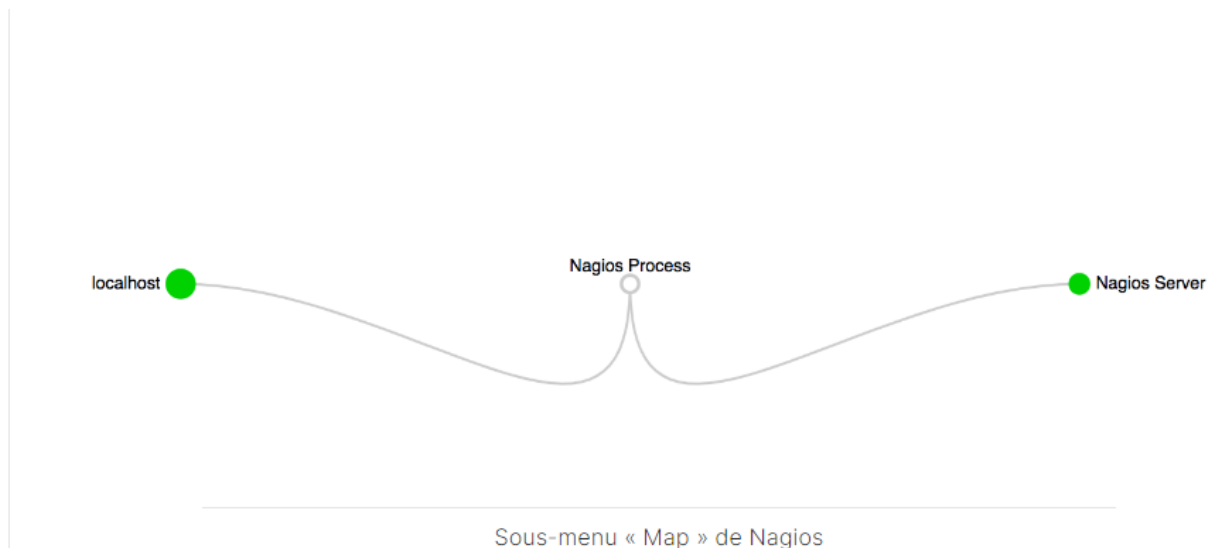 Nagios Process
localhost
Nagios Server
Sous-menu « Map » de Nagios